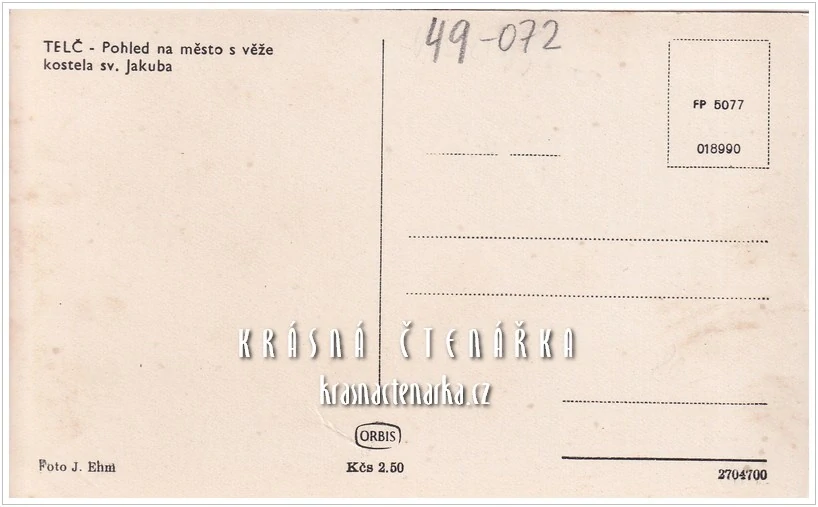 49-072
TELČ - Pohled na město s věže
kostela sv. Jakuba
FP 5077
018990
KRÁSNÁ ČTENÁŘKA
krasnactenarka.cz
ORBIS
Foto J. Ehm
Kčs 2.50
2704700